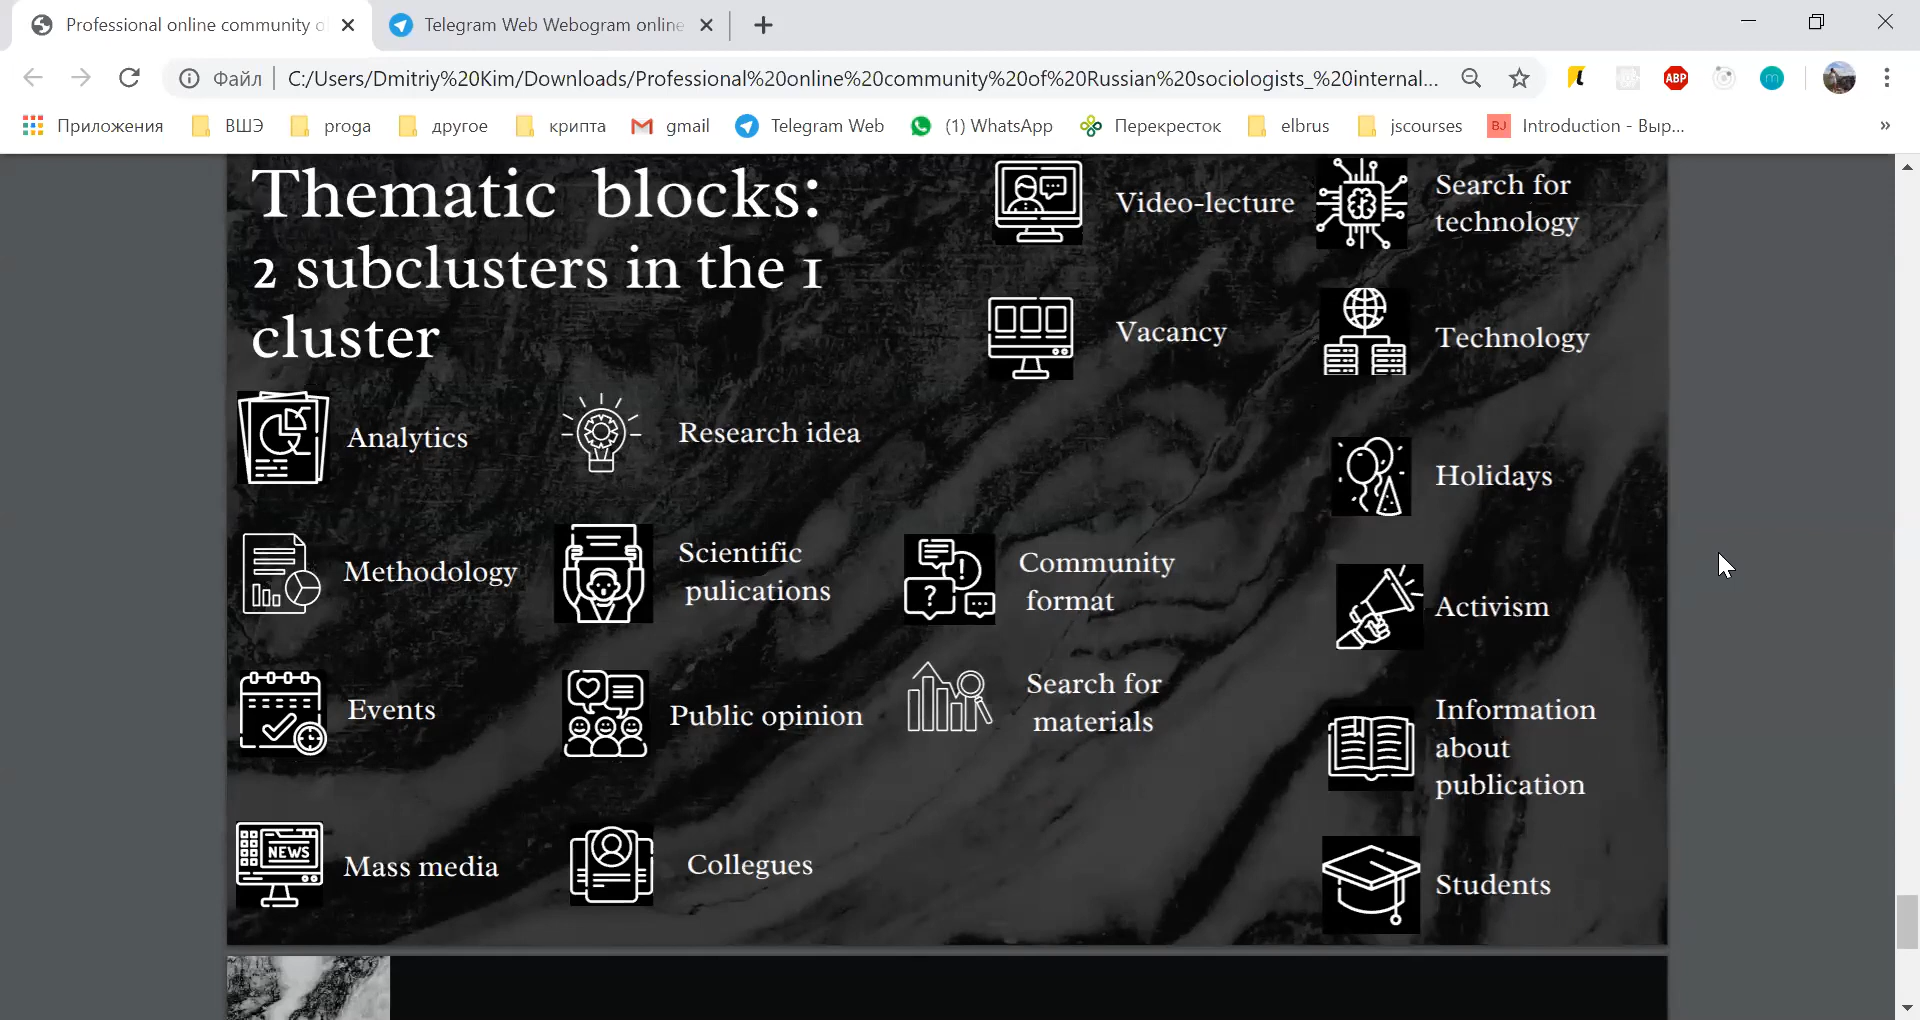 Professional online community o
Telegram Web Webogram online
Файл
C:/Users/Dmitriy%20Kim/Downloads/Professional%20online%20community%20of%20Russian%20sociologists_%20internal...
ABP
m
Приложения
ВШЭ
proga
другое
крипта
gmail
Telegram Web
(1) WhatsApp
Перекресток
elbrus
jscourses
BJ
Introduction - Выр...
»
Thematic blocks:
2 subclusters in the 1
cluster
Video-lecture
Search for
technology
Vacancy
Technology
Analytics
Research idea
Holidays
Methodology
Scientific
pulications
Community
format
Activism
Events
Public opinion
Search for
materials
Information
about
publication
NEWS
Mass media
Collegues
Students